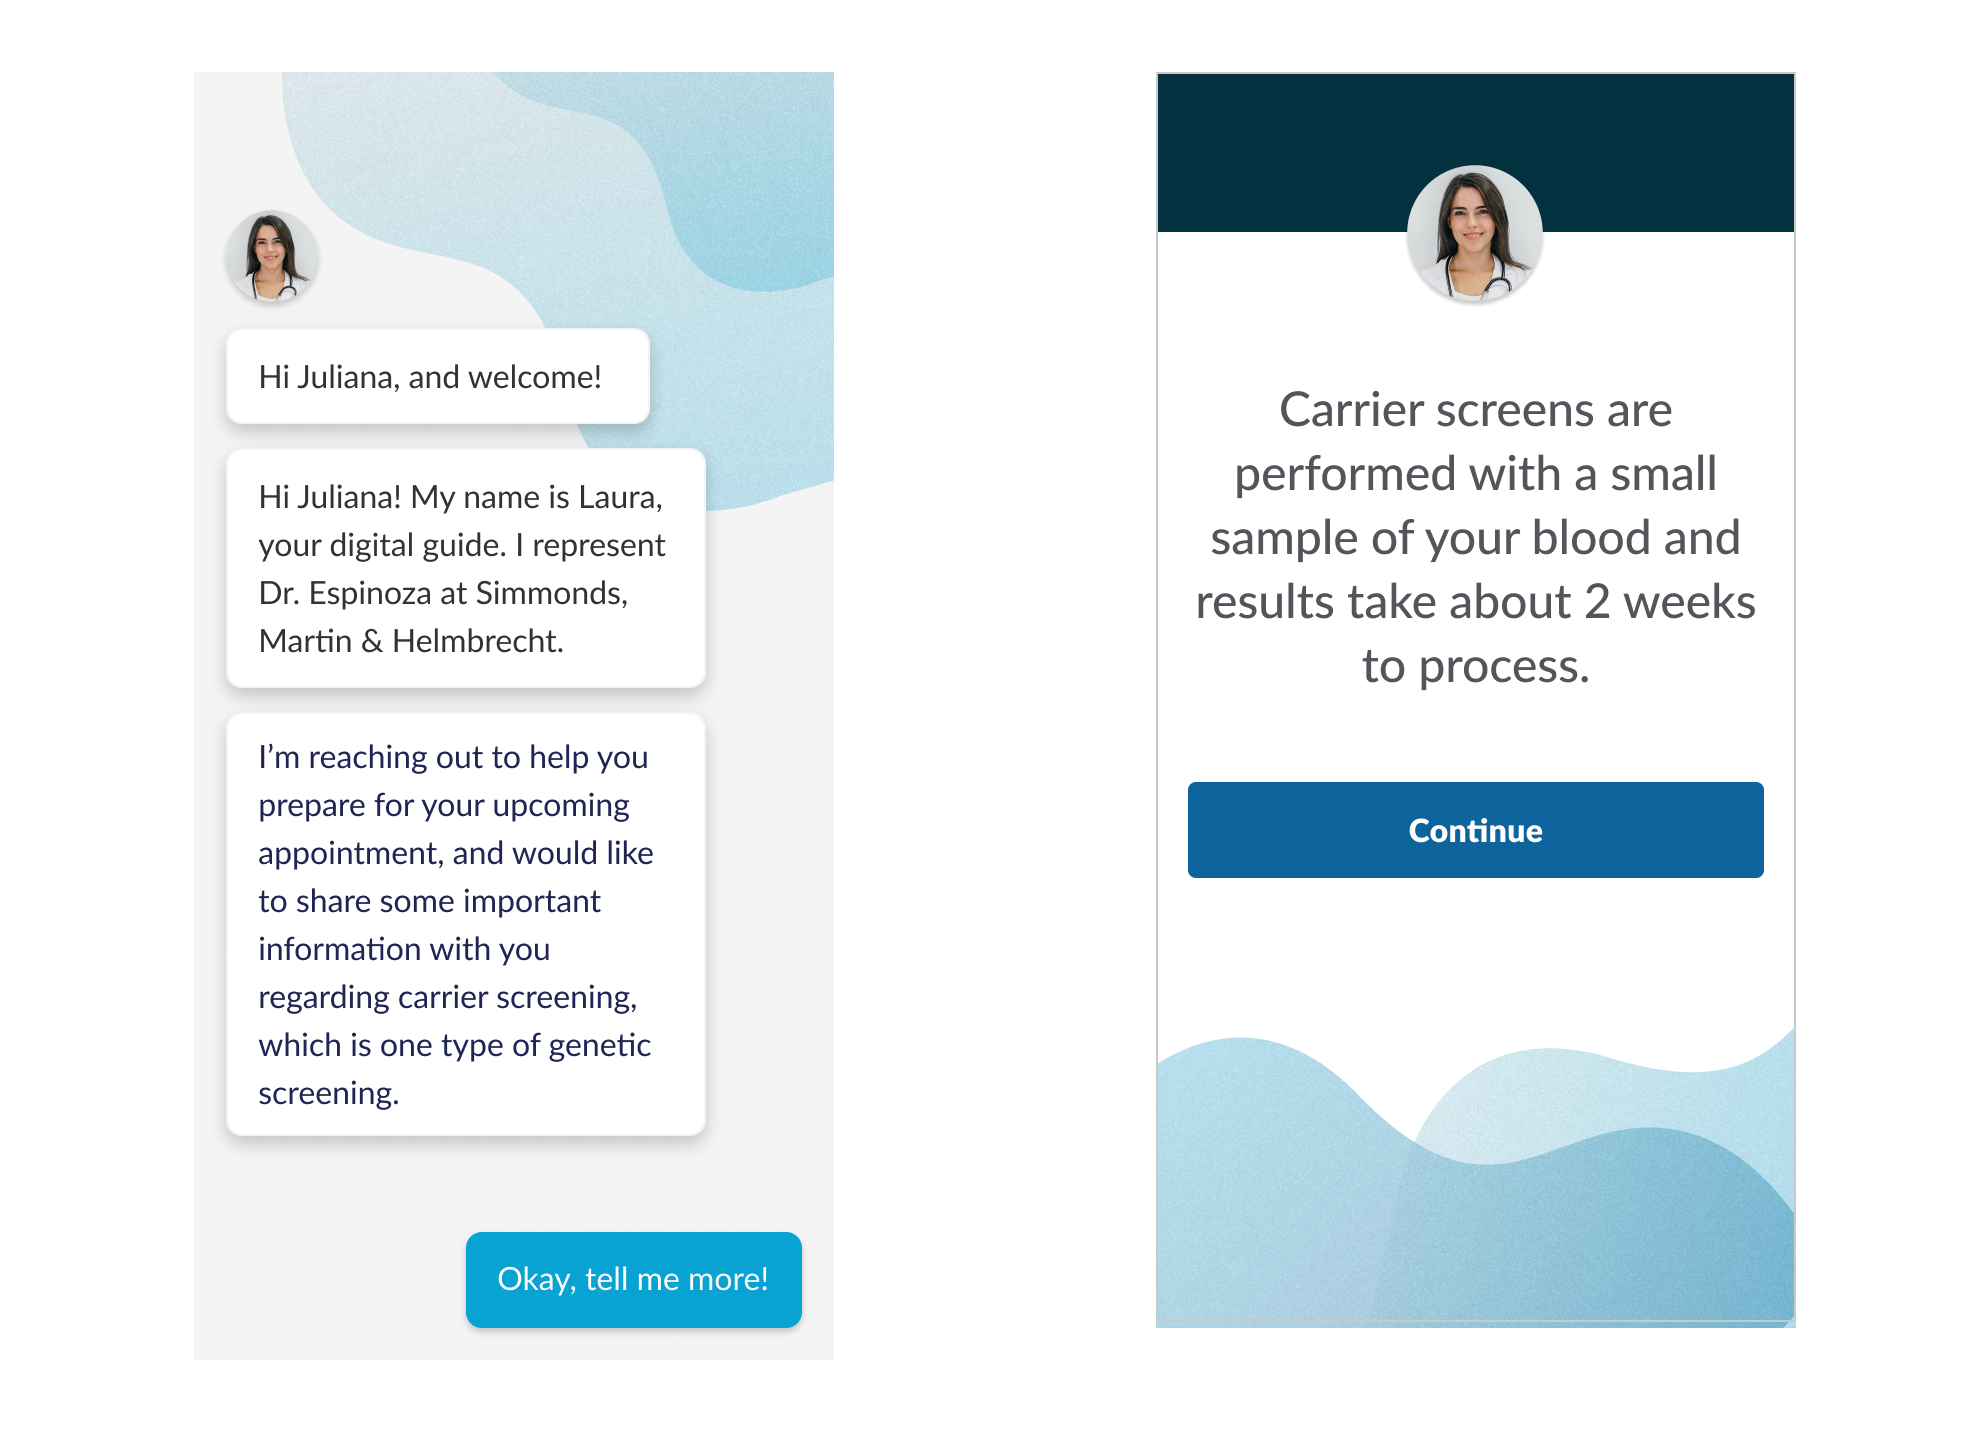 Hi Juliana, and welcome!
Hi Juliana! My name is Laura,
your digital guide. I represent
Dr. Espinoza at Simmonds,
Martin & Helmbrecht.
I’m reaching out to help you
prepare for your upcoming
appointment, and would like
to share some important
information with you
regarding carrier screening,
which is one type of genetic
screening.
Okay, tell me more!
Carrier screens are
performed with a small
sample of your blood and
results take about 2 weeks
to process.
Continue